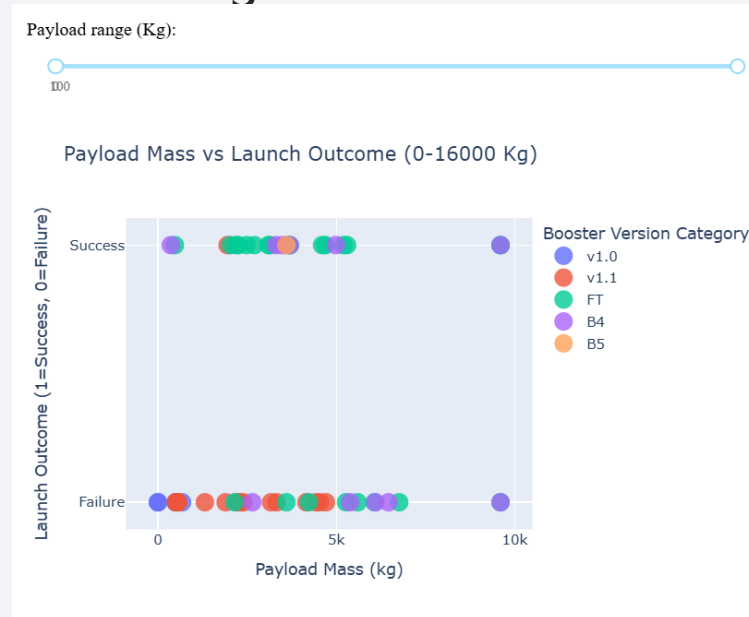 Payload range (Kg):
Payload Mass vs Launch Outcome (0-16000 Kg)
Launch Outcome (1=Success, 0=Failure)
Success
Failure
0
5k
10k
Payload Mass (kg)
Booster Version Category
v1.0
v1.1
FT
B4
B5